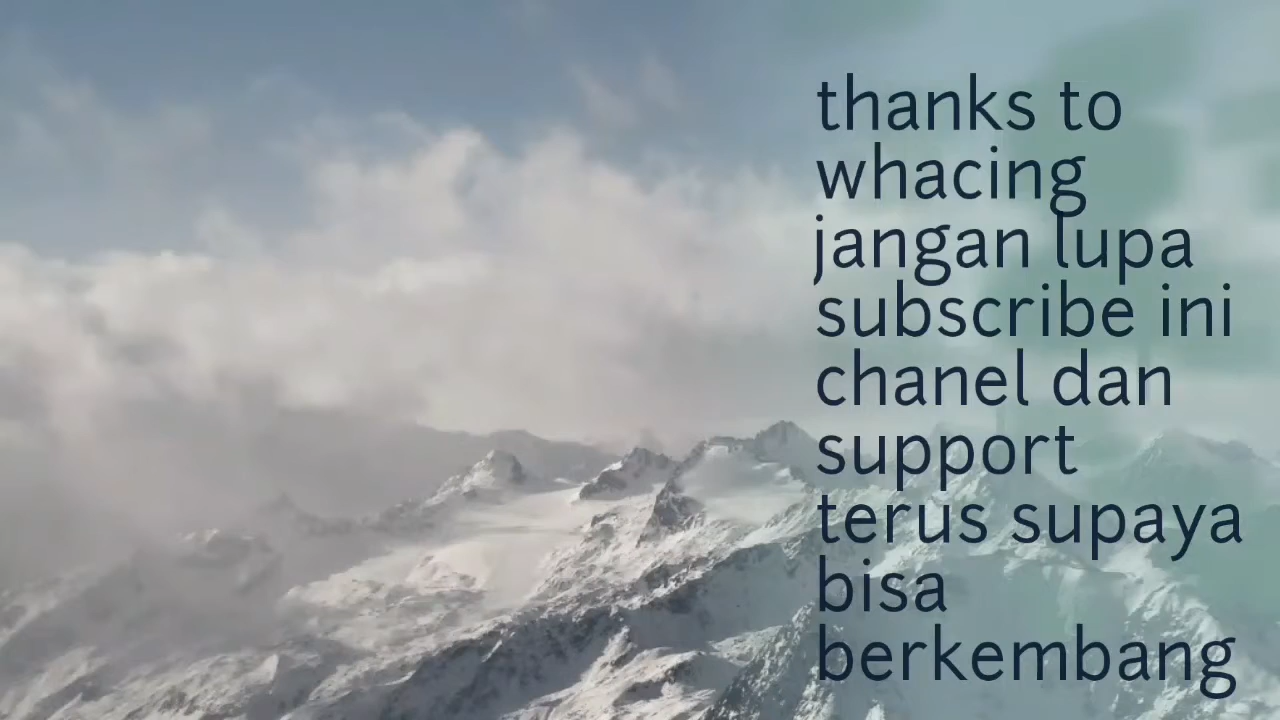 thanks to
whacing
jangan lupa
subscribe ini
chanel dan
support
terus supaya
bisa
berkembang